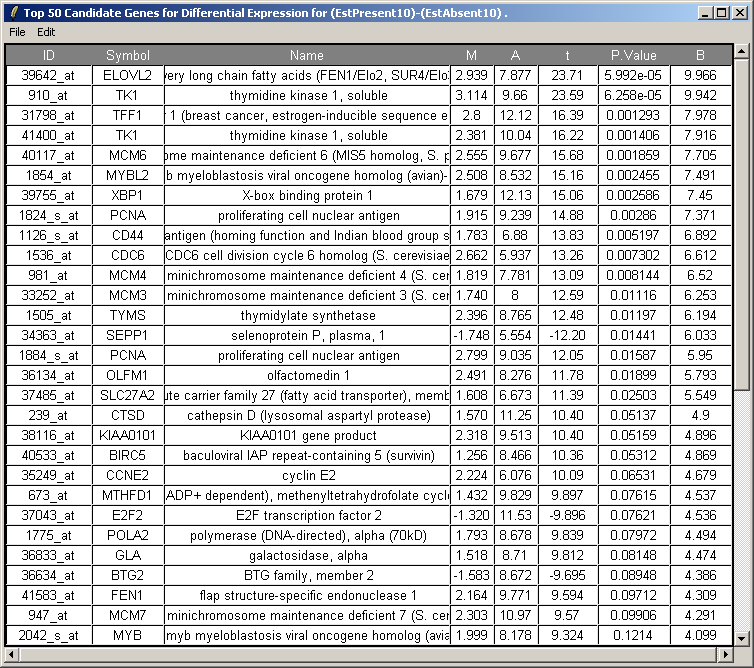 Top 50 Candidate Genes for Differential Expression for (EstPresent10)-(EstAbsent10) .
File Edit
ID Symbol Name M A t P.Value B
39642_at ELOVL2 very long chain fatty acids (FEN1/Elo2, SUR4/Elo 2.939 7.877 23.71 5.992e-05 9.966
910_at TK1 thymidine kinase 1, soluble 3.114 9.66 23.59 6.258e-05 9.942
31798_at TFF1 1 (breast cancer, estrogen-inducible sequence e 2.8 12.12 16.39 0.001293 7.978
41400_at TK1 thymidine kinase 1, soluble 2.381 10.04 16.22 0.001406 7.916
40117_at MCM6 ome maintenance deficient 6 (MIS5 homolog, S. p 2.555 9.677 15.68 0.001859 7.705
1854_at MYBL2 b myeloblastosis viral oncogene homolog (avian)- 2.508 8.532 15.16 0.002455 7.491
39755_at XBP1 X-box binding protein 1 1.679 12.13 15.06 0.002586 7.45
1824_s_at PCNA proliferating cell nuclear antigen 1.915 9.239 14.88 0.00286 7.371
1126_s_at CD44 antigen (homing function and Indian blood group s 1.783 6.88 13.83 0.005197 6.892
1536_at CDC6 CDC6 cell division cycle 6 homolog (S. cerevisiae 2.662 5.937 13.26 0.007302 6.612
981_at MCM4 minichromosome maintenance deficient 4 (S. cer 1.819 7.781 13.09 0.008144 6.52
33252_at MCM3 minichromosome maintenance deficient 3 (S. cer 1.740 8 12.59 0.01116 6.253
1505_at TYMS thymidylate synthetase 2.396 8.765 12.48 0.01197 6.194
34363_at SEPP1 selenoprotein P, plasma, 1 -1.748 5.554 -12.20 0.01441 6.033
1884_s_at PCNA proliferating cell nuclear antigen 2.799 9.035 12.05 0.01587 5.95
36134_at OLFM1 olfactomedin 1 2.491 8.276 11.78 0.01899 5.793
37485_at SLC27A2 ute carrier family 27 (fatty acid transporter), memb 1.608 6.673 11.39 0.02503 5.549
239_at CTSD cathepsin D (lysosomal aspartyl protease) 1.570 11.25 10.40 0.05137 4.9
38116_at KIAA0101 KIAA0101 gene product 2.318 9.513 10.40 0.05159 4.896
40533_at BIRC5 baculoviral IAP repeat-containing 5 (survivin) 1.256 8.466 10.36 0.05312 4.869
35249_at CCNE2 cyclin E2 2.224 6.076 10.09 0.06531 4.679
673_at MTHFD1 ADP+ dependent), methenyltetrahydrofolate cycl 1.432 9.829 9.897 0.07615 4.537
37043_at E2F2 E2F transcription factor 2 -1.320 11.53 -9.896 0.07621 4.536
1775_at POLA2 polymerase (DNA-directed), alpha (70kD) 1.793 8.678 9.839 0.07972 4.494
36833_at GLA galactosidase, alpha 1.518 8.71 9.812 0.08148 4.474
36634_at BTG2 BTG family, member 2 -1.583 8.672 -9.695 0.08948 4.386
41583_at FEN1 flap structure-specific endonuclease 1 2.164 9.771 9.594 0.09712 4.309
947_at MCM7 minichromosome maintenance deficient 7 (S. cer 2.303 10.97 9.57 0.09906 4.291
2042_s_at MYB myb myeloblastosis viral oncogene homolog (avia 1.999 8.178 9.324 0.1214 4.099